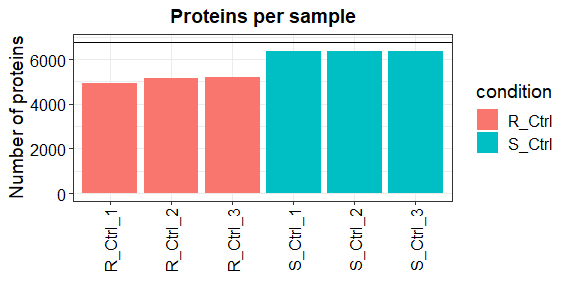 Proteins per sample
Number of proteins
6000
4000
2000
0
R_Ctrl_1
R_Ctrl_2
R_Ctrl_3
S_Ctrl_1
S_Ctrl_2
S_Ctrl_3
condition
R_Ctrl
S_Ctrl